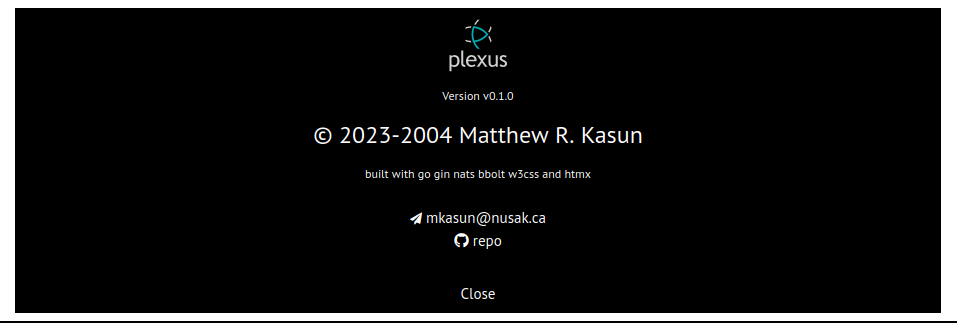 plexus
Version v0.1.0
© 2023-2004 Matthew R. Kasun
built with go gin nats bbolt w3css and htmx
mkasun@nusak.ca
repo
Close